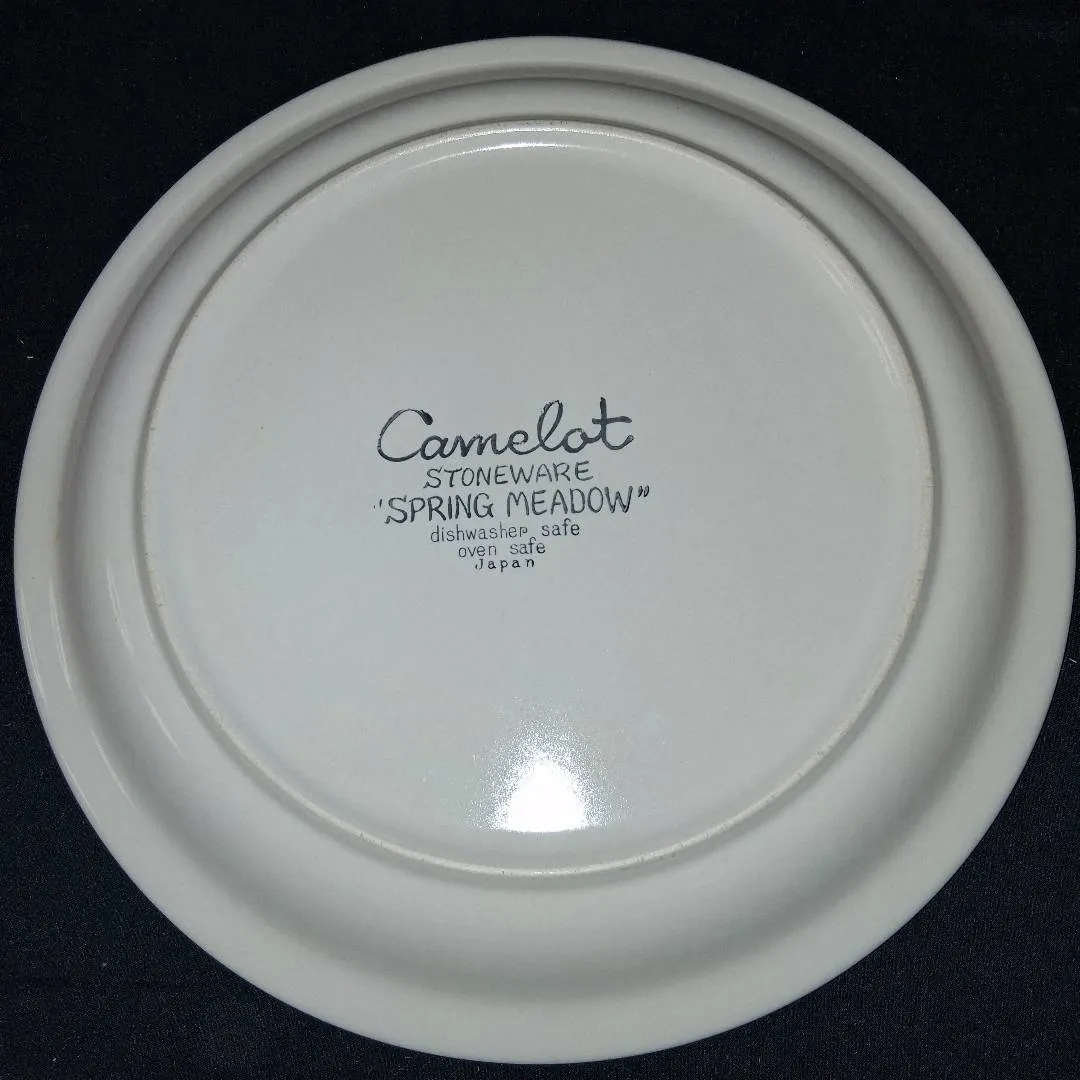 Camelot
STONEWARE
"SPRING MEADOW"
dishwasher safe
oven safe
Japan